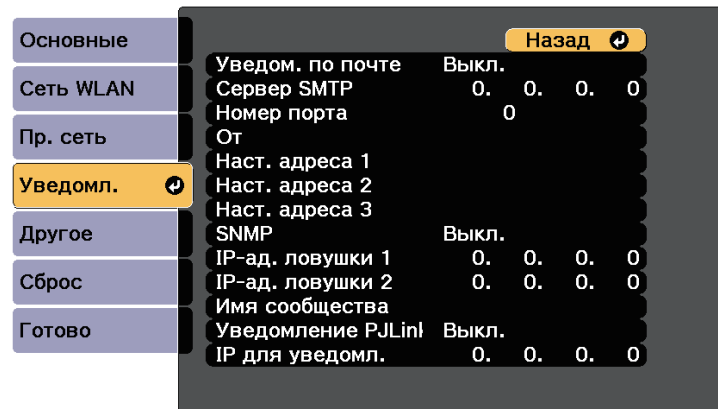 Основные
Сеть WLAN
Пр. сеть
Уведомл.
Другое
Сброс
Готово
Назад
Уведом. по почте Выкл.
Сервер SMTP 0. 0. 0. 0
Номер порта 0
От
Наст. адреса 1
Наст. адреса 2
Наст. адреса 3
SNMP Выкл.
IP-ад. ловушки 1 0. 0. 0. 0
IP-ад. ловушки 2 0. 0. 0. 0
Имя сообщества
Уведомление PJLink Выкл.
IP для уведомл. 0. 0. 0. 0